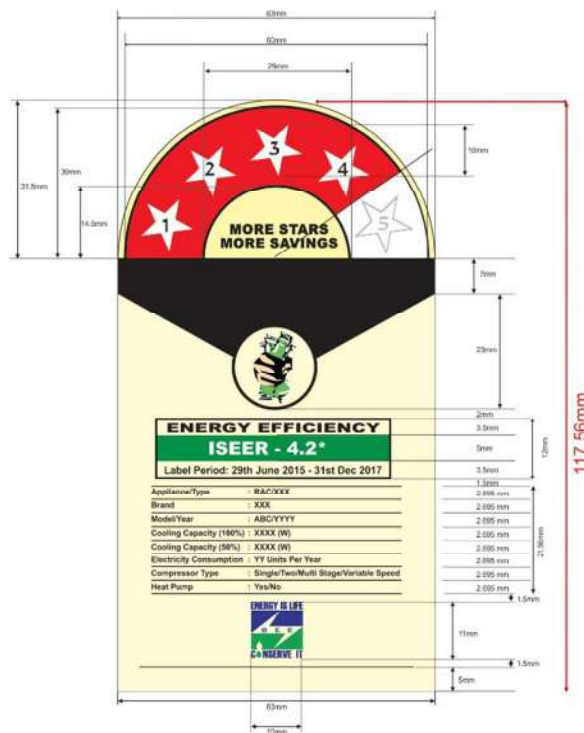 63mm
60mm
29mm
31.5mm
39mm
14.5mm
10mm
1 2 3 4 5
MORE STARS
MORE SAVINGS
7mm
23mm
117.56mm
2mm
ENERGY EFFICIENCY
3.5mm
ISEER - 4.2*
5mm
12mm
Label Period: 29th June 2015 - 31st Dec 2017
3.5mm
1.5mm
Appliance/Type : RAC/XXX
2.695 mm
Brand : XXX
2.695 mm
Model/Year : ABC/YYYY
2.695 mm
Cooling Capacity (100%) : XXXX (W)
2.695 mm
21.56mm
Cooling Capacity (50%) : XXXX (W)
2.695 mm
Electricity Consumption : YY Units Per Year
2.695 mm
Compressor Type : Single/Two/Multi Stage/Variable Speed
2.695 mm
Heat Pump : Yes/No
2.695 mm
1.5mm
ENERGY IS LIFE
BEE
CONSERVE IT
11mm
1.5mm
5mm
63mm
10mm